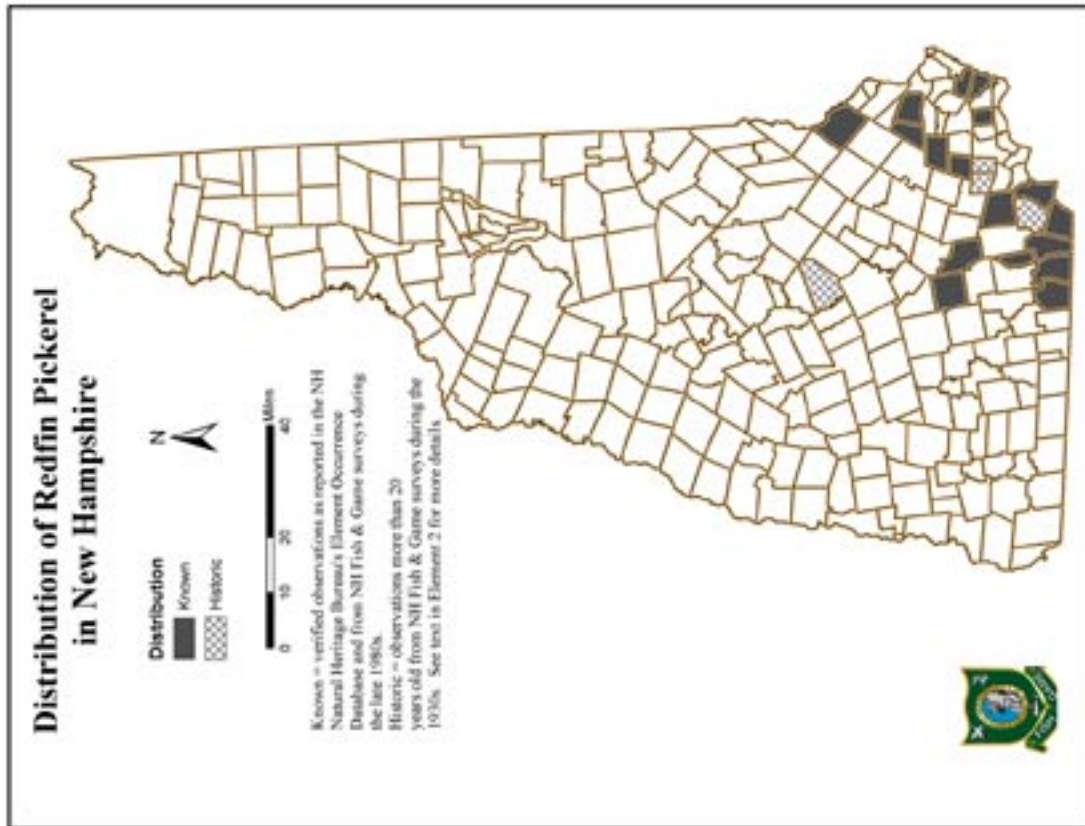 Distribution of Redfin Pickerel
in New Hampshire
N
Distribution
Known
Historic
0 10 20 40
Miles
Known = verified observations as reported in the NH
Natural Heritage Bureau's Element Occurrence
Database and from NH Fish & Game surveys during
the late 1980s.
Historic = observations more than 20
years old from NH Fish & Game surveys during the
1930s. See text in Element 2 for more details